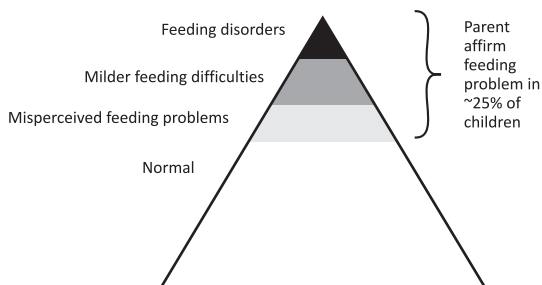 Feeding disorders
Milder feeding difficulties
Misperceived feeding problems
Normal
Parent
affirm
feeding
problem in
~25% of
children